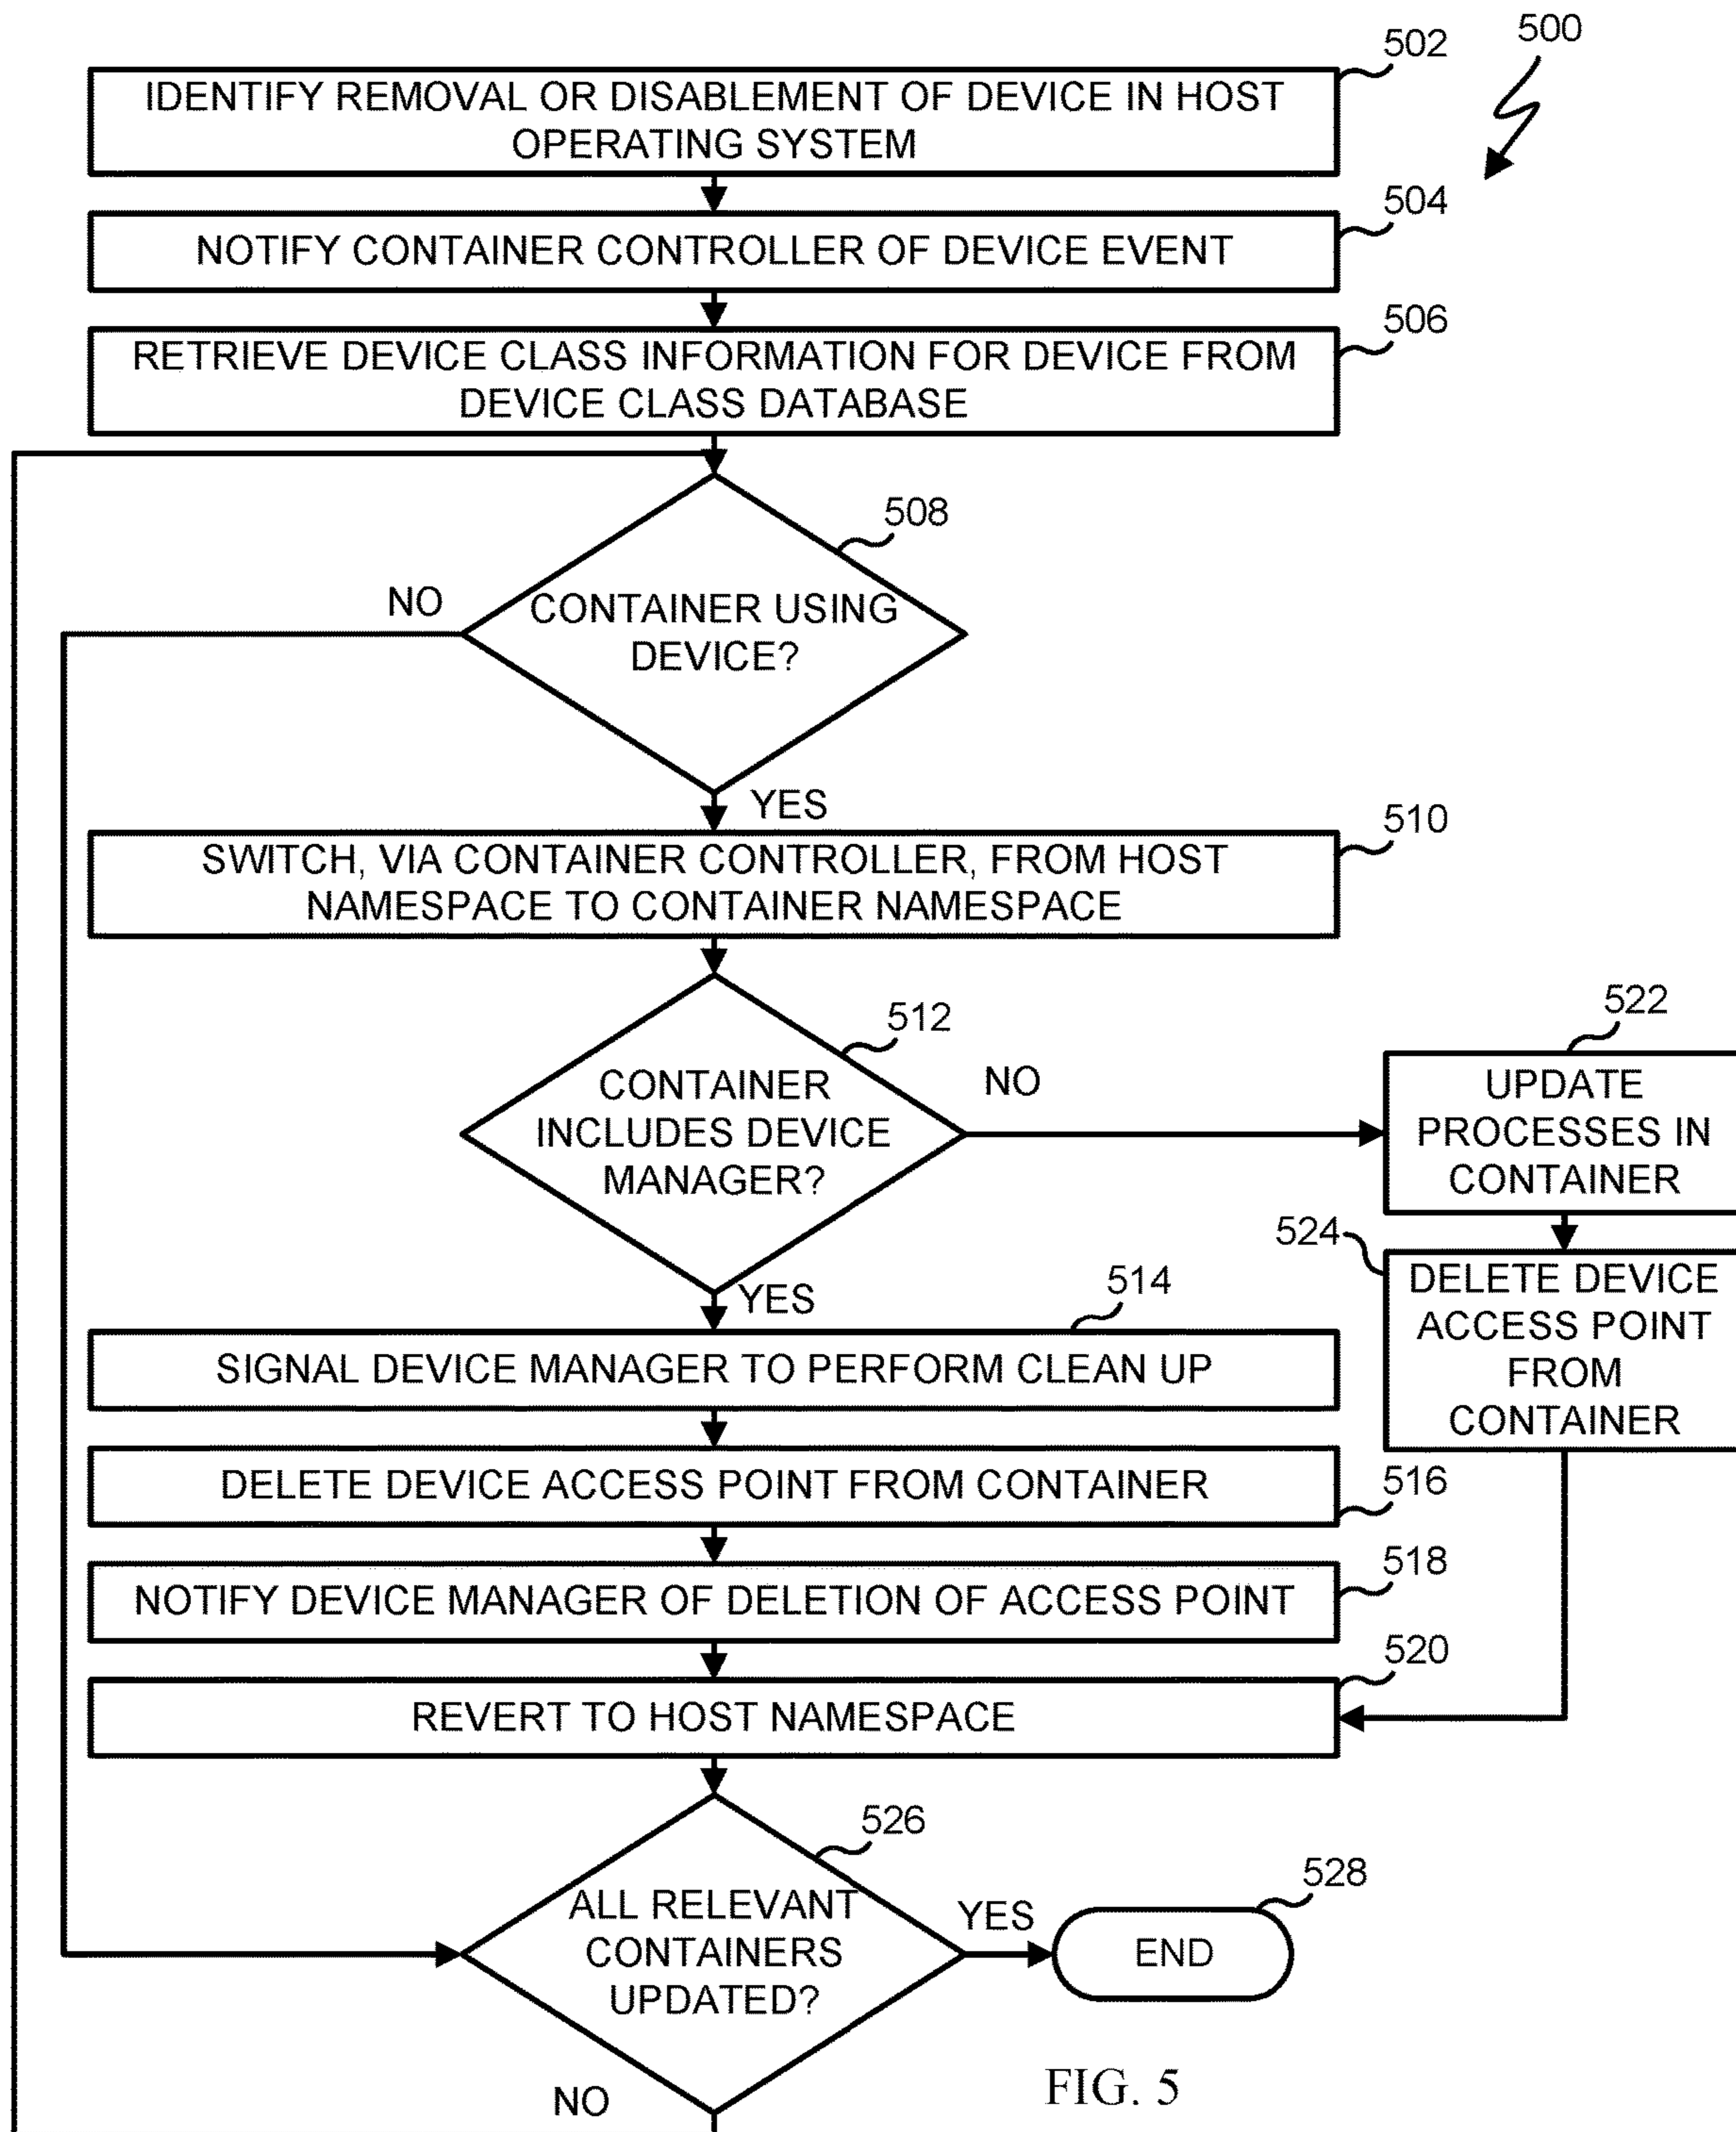 500
502
IDENTIFY REMOVAL OR DISABLEMENT OF DEVICE IN HOST
OPERATING SYSTEM
504
NOTIFY CONTAINER CONTROLLER OF DEVICE EVENT
506
RETRIEVE DEVICE CLASS INFORMATION FOR DEVICE FROM
DEVICE CLASS DATABASE
508
NO
CONTAINER USING
DEVICE?
YES
510
SWITCH, VIA CONTAINER CONTROLLER, FROM HOST
NAMESPACE TO CONTAINER NAMESPACE
512
CONTAINER
INCLUDES DEVICE
MANAGER?
NO
522
UPDATE
PROCESSES IN
CONTAINER
524
DELETE DEVICE
ACCESS POINT
FROM
CONTAINER
YES
514
SIGNAL DEVICE MANAGER TO PERFORM CLEAN UP
DELETE DEVICE ACCESS POINT FROM CONTAINER
516
NOTIFY DEVICE MANAGER OF DELETION OF ACCESS POINT
518
520
REVERT TO HOST NAMESPACE
526
ALL RELEVANT
CONTAINERS
UPDATED?
YES
528
END
NO
FIG. 5